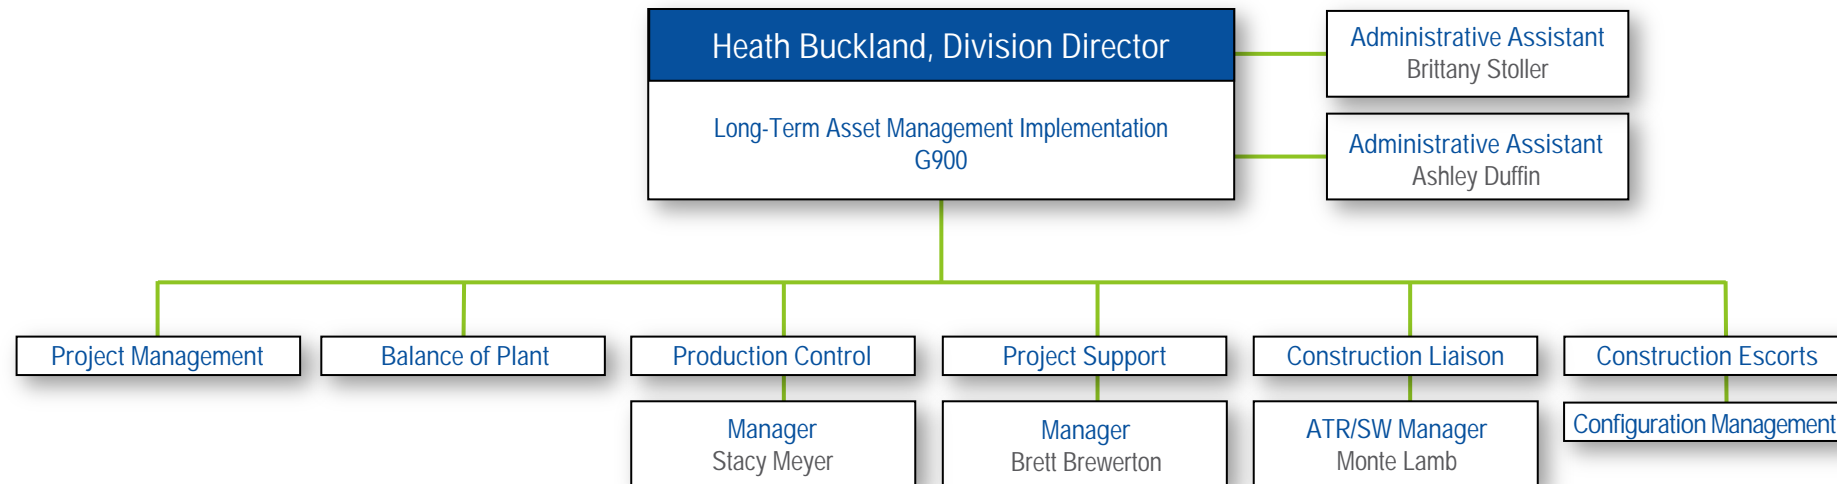 Heath Buckland, Division Director
Long-Term Asset Management Implementation
G900
Administrative Assistant
Brittany Stoller
Administrative Assistant
Ashley Duffin
Project Management
Balance of Plant
Production Control
Project Support
Construction Liaison
Construction Escorts
Manager
Stacy Meyer
Manager
Brett Brewerton
ATR/SW Manager
Monte Lamb
Configuration Management